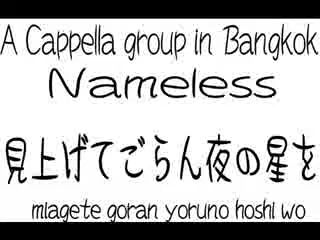 A Cappella group in Bangkok
Nameless
見上げてごらん夜の星を
miagete goran yoruno hoshi wo